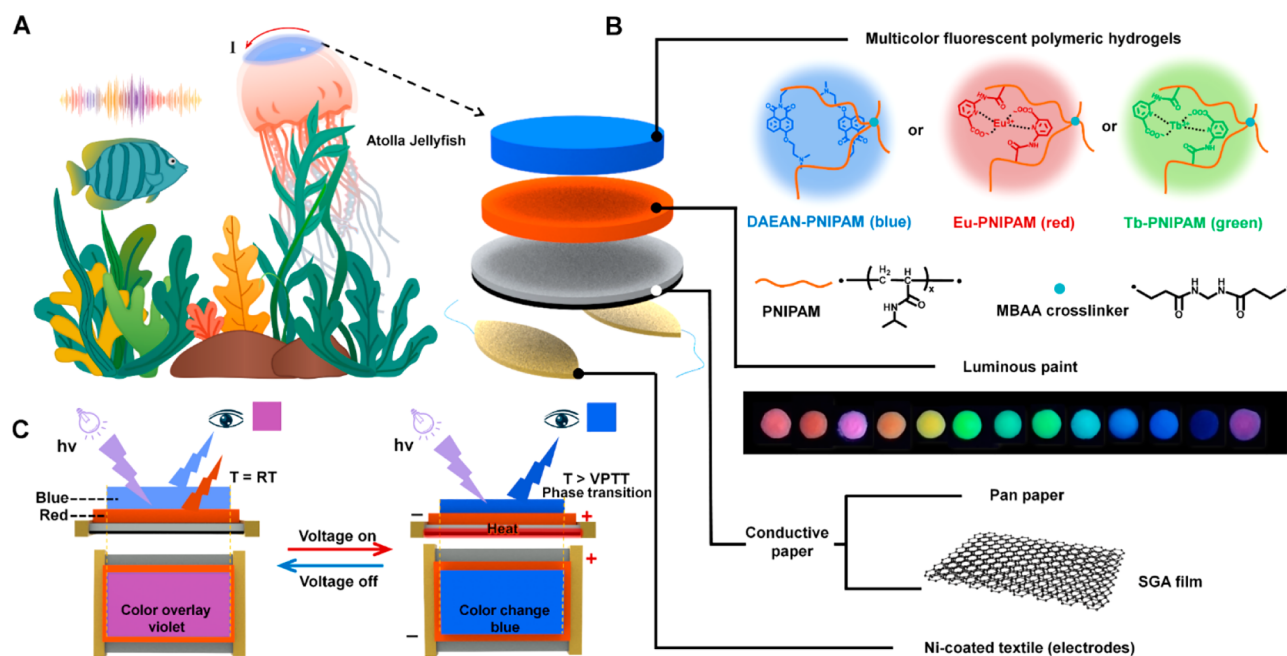 A
I
Atolla Jellyfish
B
Multicolor fluorescent polymeric hydrogels
or
or
DAEAN-PNIPAM (blue)
Eu-PNIPAM (red)
Tb-PNIPAM (green)
PNIPAM
MBAA crosslinker
Luminous paint
Pan paper
Conductive
paper
SGA film
Ni-coated textile (electrodes)
C
hv
T = RT
Blue
Red
Voltage on
Voltage off
Color overlay
violet
hv
T > VPTT
Phase transition
− Heat +
+
Color change
blue
−